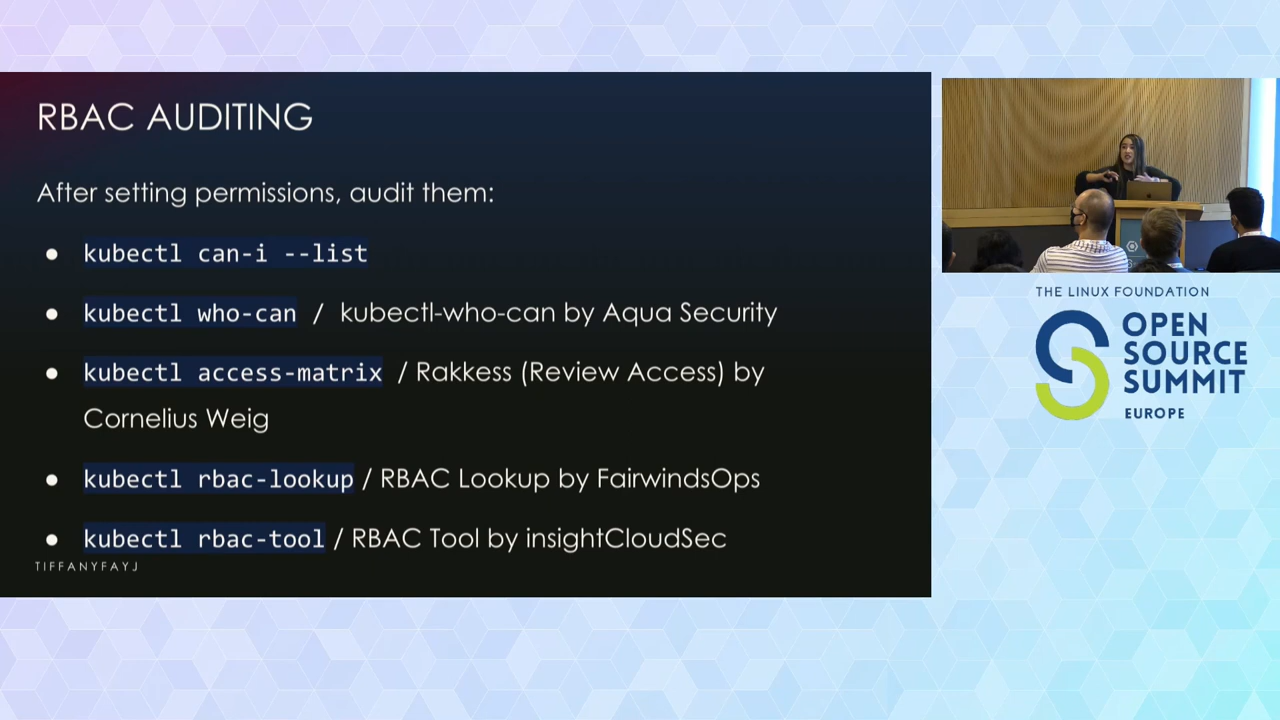 RBAC AUDITING
After setting permissions, audit them:
● kubectl can-i --list
● kubectl who-can / kubectl-who-can by Aqua Security
● kubectl access-matrix / Rakkess (Review Access) by
Cornelius Weig
● kubectl rbac-lookup / RBAC Lookup by FairwindsOps
● kubectl rbac-tool / RBAC Tool by insightCloudSec
TIFFANYFAYJ
THE LINUX FOUNDATION
OPEN
SOURCE
SUMMIT
EUROPE